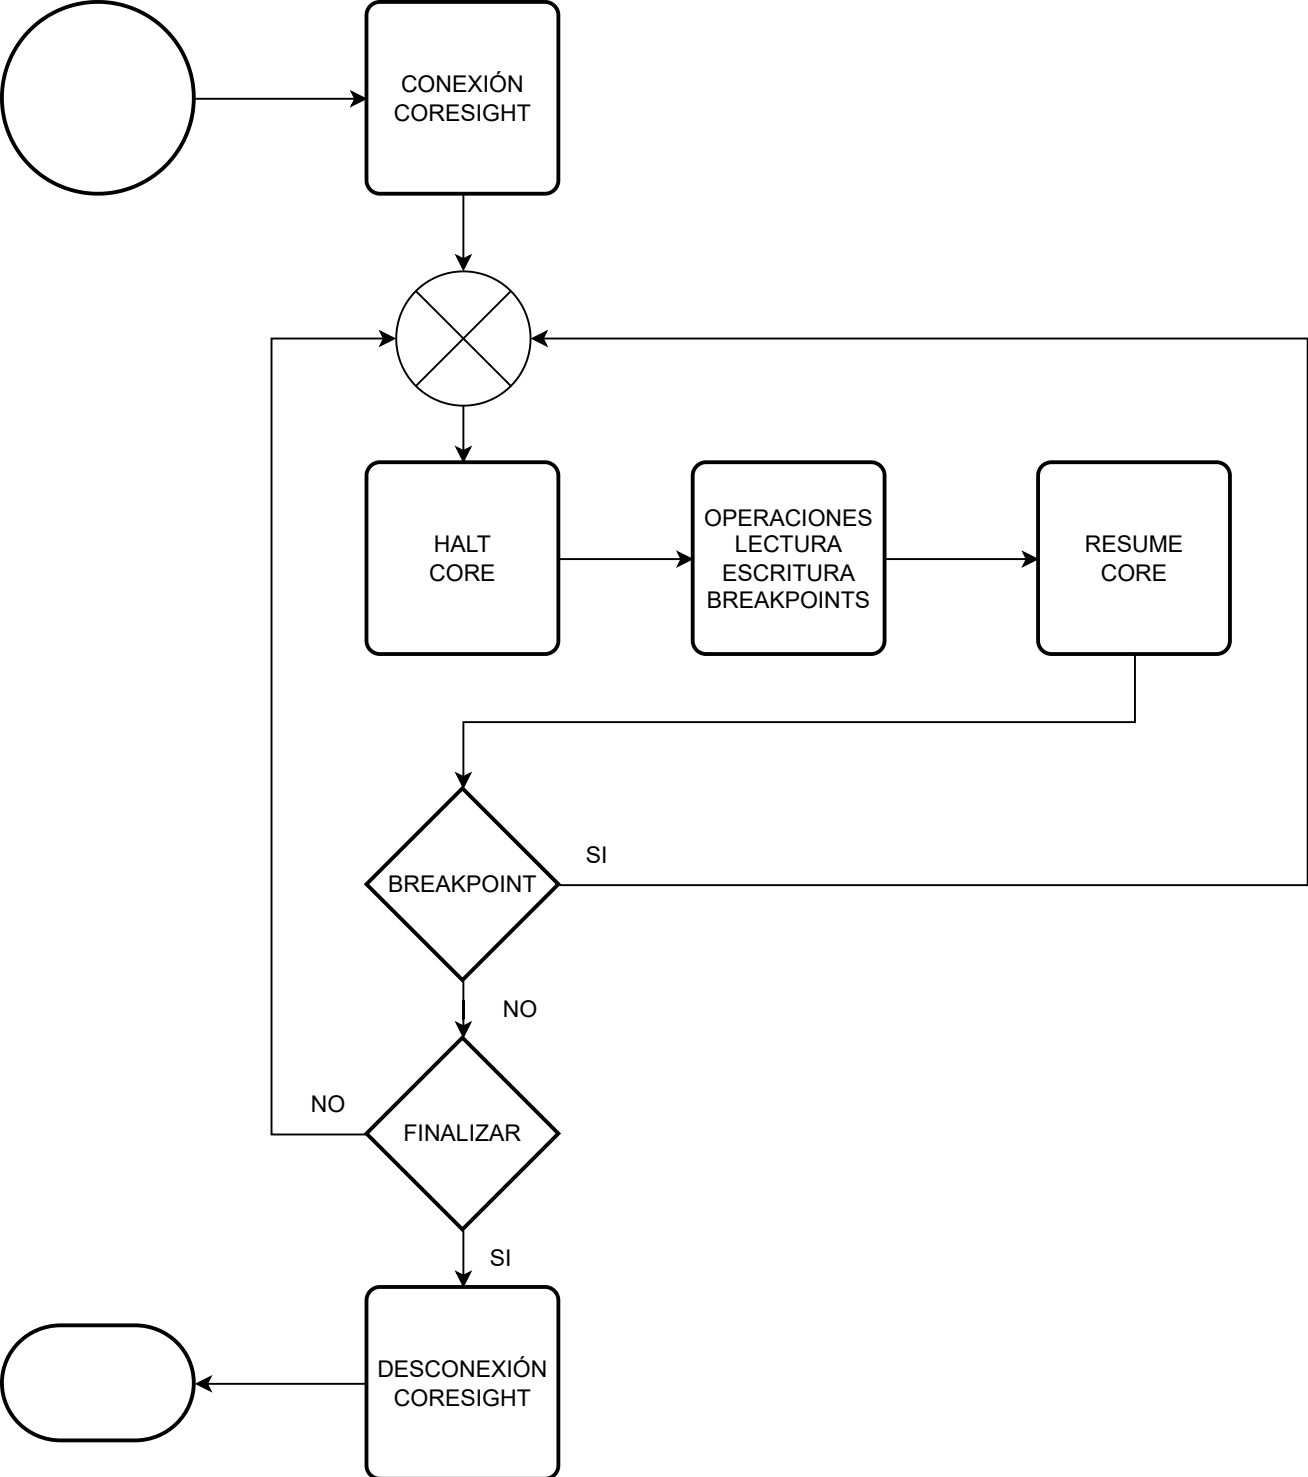 CONEXIÓN
CORESIGHT
HALT
CORE
OPERACIONES
LECTURA
ESCRITURA
BREAKPOINTS
RESUME
CORE
BREAKPOINT
SI
NO
FINALIZAR
NO
SI
DESCONEXIÓN
CORESIGHT